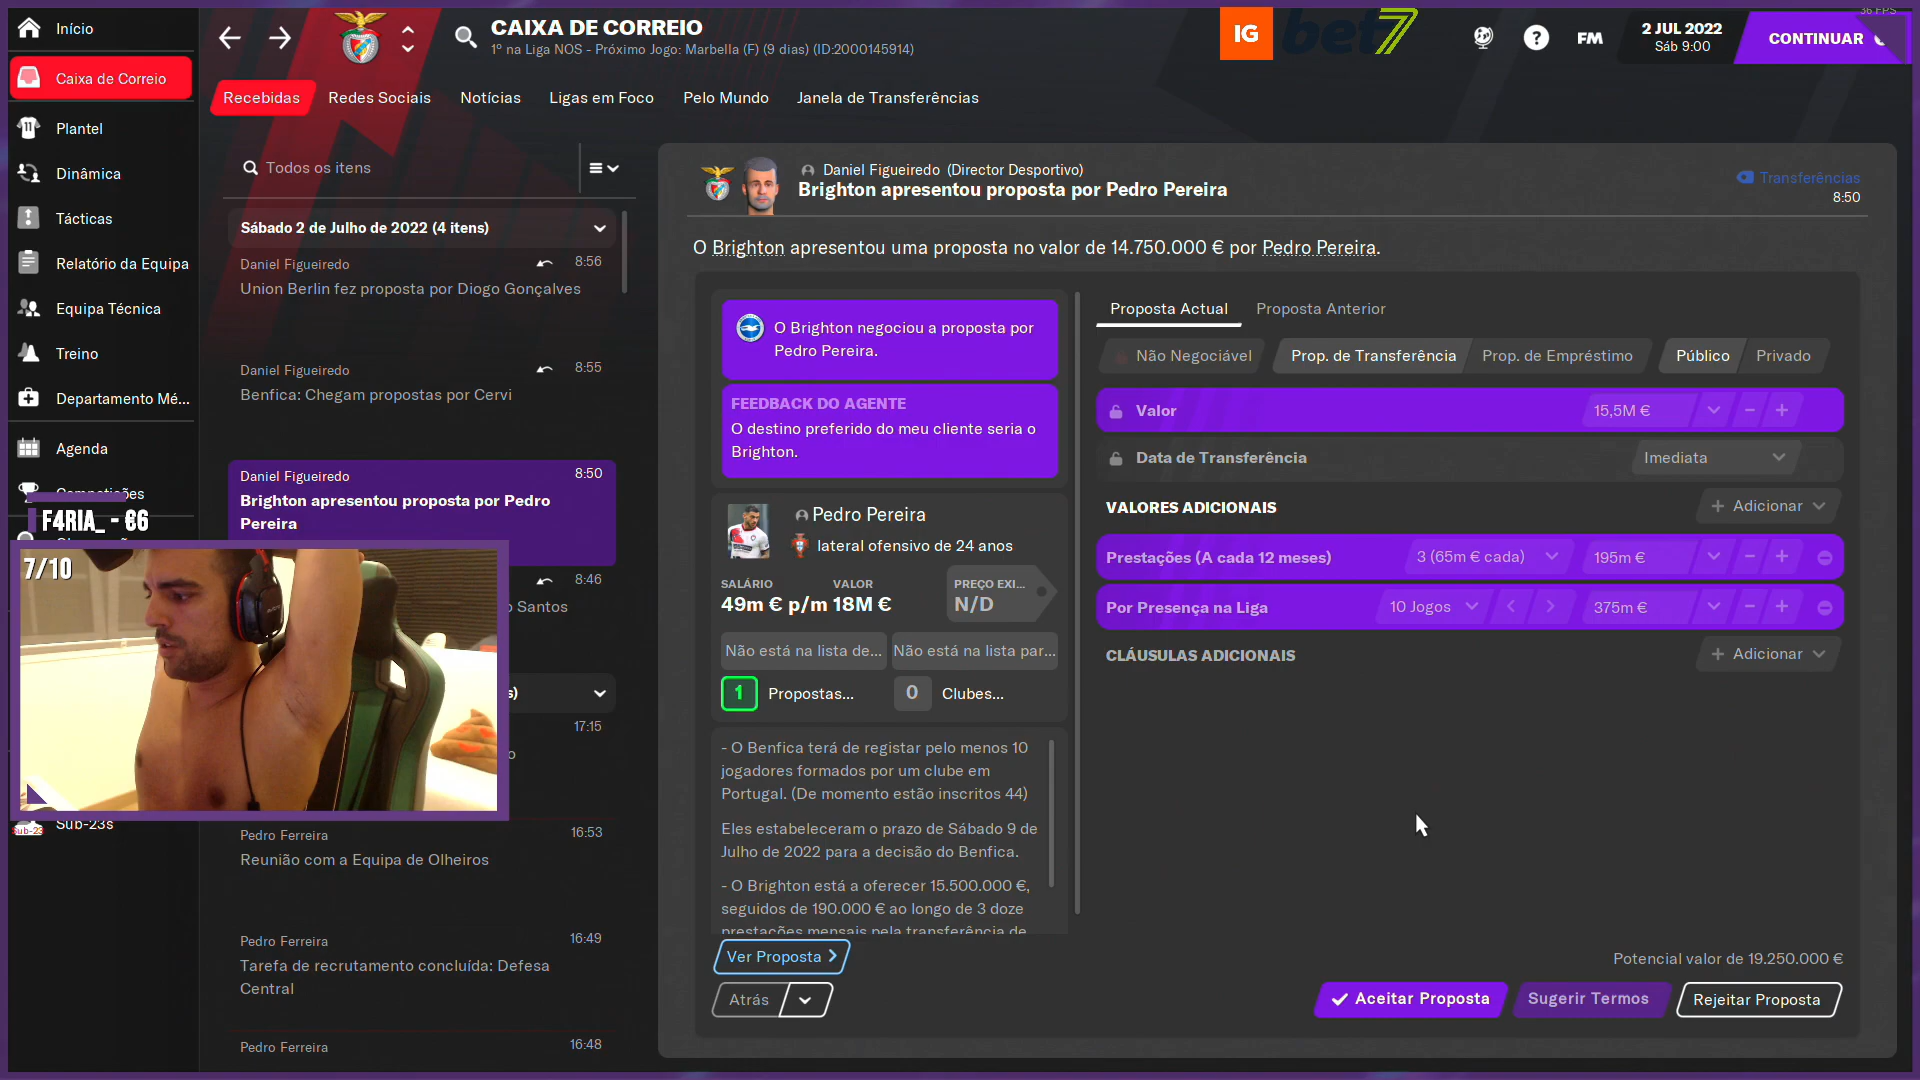 Início
Caixa de Correio
Plantel
Dinâmica
Tácticas
Relatório da Equipa
Equipa Técnica
Treino
Departamento Mé...
Agenda
Competições
F4RIA_ - €6
7/10
Sub-23s
Sub-23
CAIXA DE CORREIO
1º na Liga NOS - Próximo Jogo: Marbella (F) (9 dias) (ID:2000145914)
IG
bet7
FM
36 FPS
2 JUL 2022
Sáb 9:00
CONTINUAR
Recebidas
Redes Sociais
Notícias
Ligas em Foco
Pelo Mundo
Janela de Transferências
Todos os itens
Sábado 2 de Julho de 2022 (4 itens)
Daniel Figueiredo 8:56
Union Berlin fez proposta por Diogo Gonçalves
Daniel Figueiredo 8:55
Benfica: Chegam propostas por Cervi
Daniel Figueiredo 8:50
Brighton apresentou proposta por Pedro
Pereira
8:46
Santos
17:15
Pedro Ferreira 16:53
Reunião com a Equipa de Olheiros
Pedro Ferreira 16:49
Tarefa de recrutamento concluída: Defesa
Central
Pedro Ferreira 16:48
Daniel Figueiredo (Director Desportivo)
Brighton apresentou proposta por Pedro Pereira
Transferências
8:50
O Brighton apresentou uma proposta no valor de 14.750.000 € por Pedro Pereira.
O Brighton negociou a proposta por
Pedro Pereira.
FEEDBACK DO AGENTE
O destino preferido do meu cliente seria o
Brighton.
Pedro Pereira
lateral ofensivo de 24 anos
SALÁRIO VALOR PREÇO EXI...
49m € p/m 18M € N/D
Não está na lista de... Não está na lista par...
1 Propostas... 0 Clubes...
- O Benfica terá de registar pelo menos 10
jogadores formados por um clube em
Portugal. (De momento estão inscritos 44)
Eles estabeleceram o prazo de Sábado 9 de
Julho de 2022 para a decisão do Benfica.
- O Brighton está a oferecer 15.500.000 €,
seguidos de 190.000 € ao longo de 3 doze
prestações mensais pela transferência de
Ver Proposta
Atrás
Proposta Actual Proposta Anterior
Não Negociável Prop. de Transferência Prop. de Empréstimo Público Privado
Valor 15,5M €
Data de Transferência Imediata
VALORES ADICIONAIS + Adicionar
Prestações (A cada 12 meses) 3 (65m € cada) 195m €
Por Presença na Liga 10 Jogos 375m €
CLÁUSULAS ADICIONAIS + Adicionar
Potencial valor de 19.250.000 €
Aceitar Proposta Sugerir Termos Rejeitar Proposta